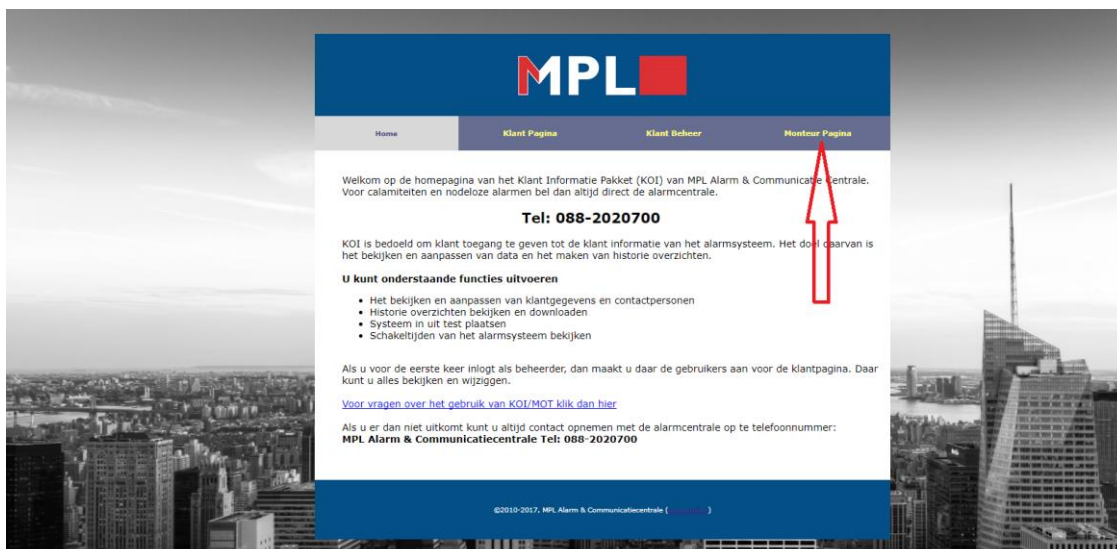 MPL
Home Klant Pagina Klant Beheer Monteur Pagina
Welkom op de homepagina van het Klant Informatie Pakket (KOI) van MPL Alarm & Communicatie Centrale.
Voor calamiteiten en nodeloze alarmen bel dan altijd direct de alarmcentrale.
Tel: 088-2020700
KOI is bedoeld om klant toegang te geven tot de klant informatie van het alarmsysteem. Het doel daarvan is
het bekijken en aanpassen van data en het maken van historie overzichten.
U kunt onderstaande functies uitvoeren
• Het bekijken en aanpassen van klantgegevens en contactpersonen
• Historie overzichten bekijken en downloaden
• Systeem in uit test plaatsen
• Schakeltijden van het alarmsysteem bekijken
Als u voor de eerste keer inlogt als beheerder, dan maakt u daar de gebruikers aan voor de klantpagina. Daar
kunt u alles bekijken en wijziggen.
Voor vragen over het gebruik van KOI/MOT klik dan hier
Als u er dan niet uitkomt kunt u altijd contact opnemen met de alarmcentrale op te telefoonnummer:
MPL Alarm & Communicatiecentrale Tel: 088-2020700
©2010-2017, MPL Alarm & Communicatiecentrale ( )